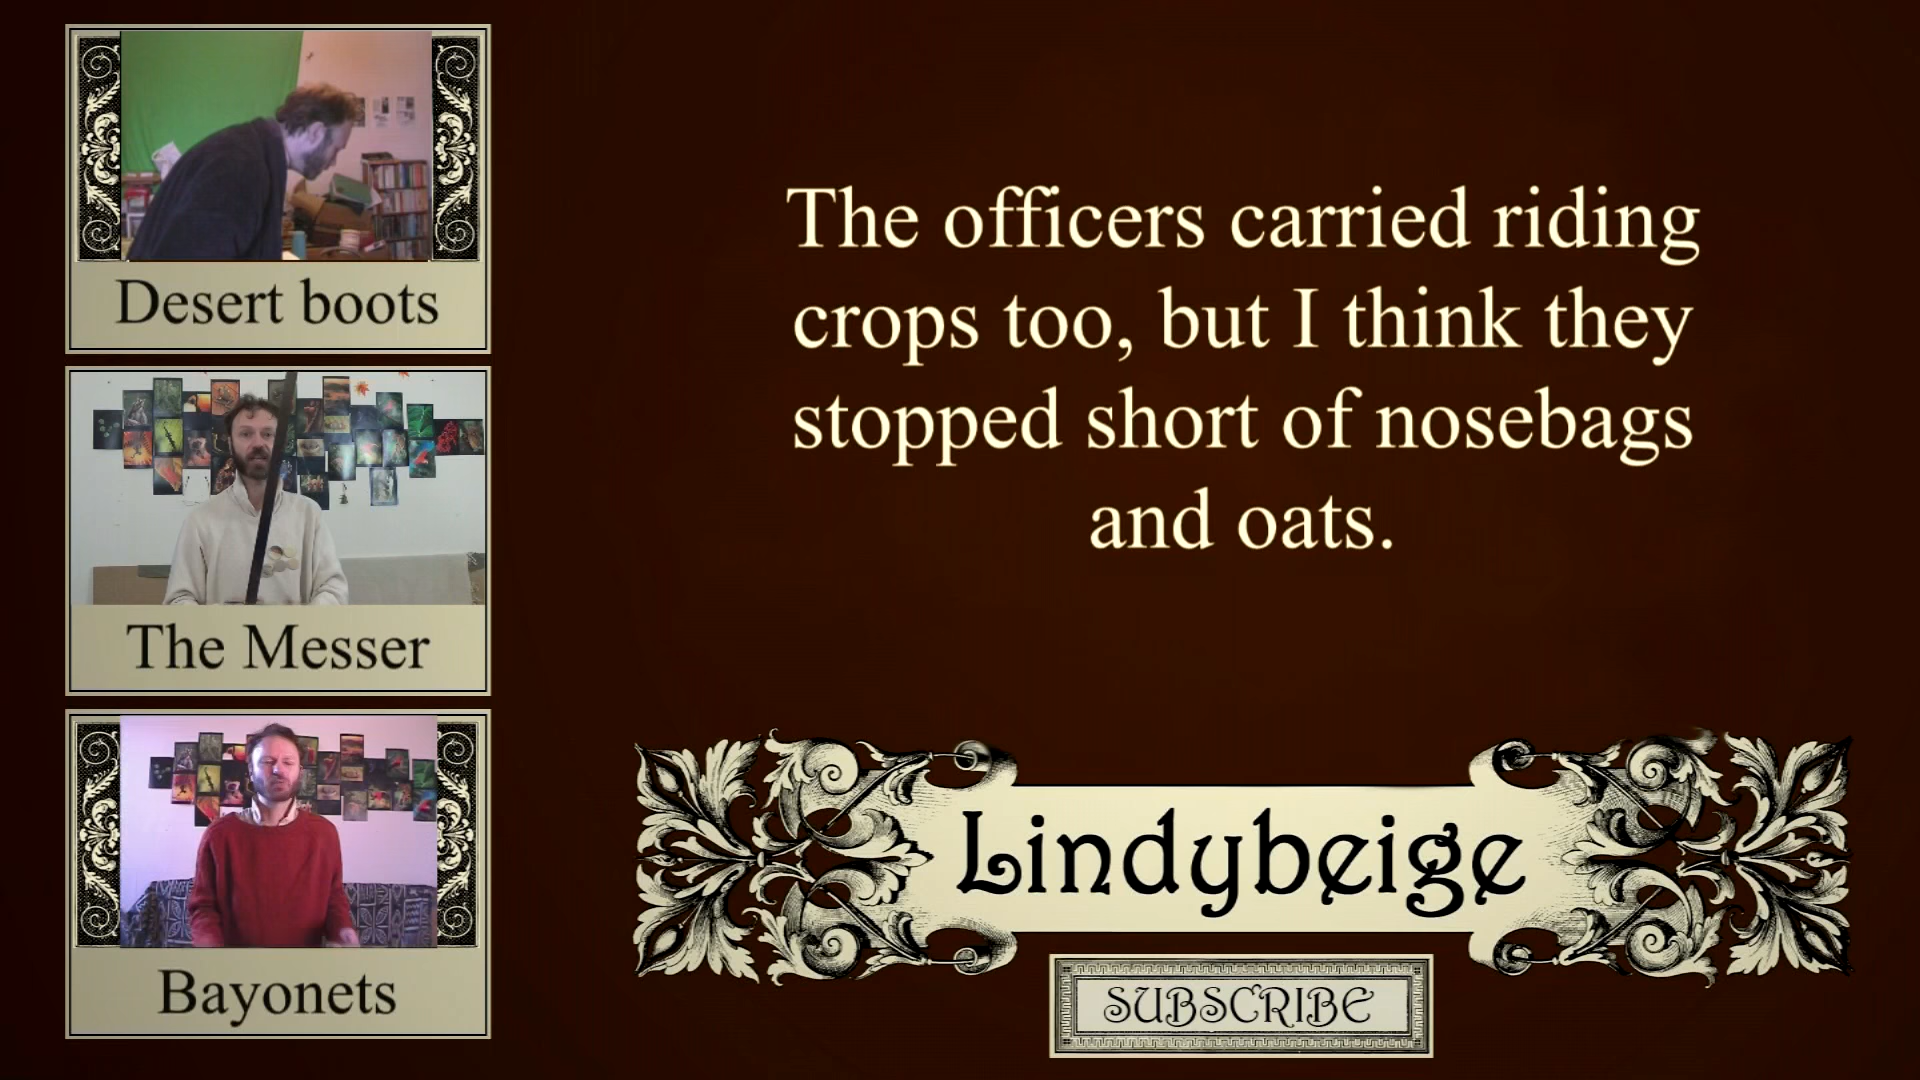 Desert boots
The Messer
Bayonets
The officers carried riding
crops too, but I think they
stopped short of nosebags
and oats.
Lindybeige
SUBSCRIBE